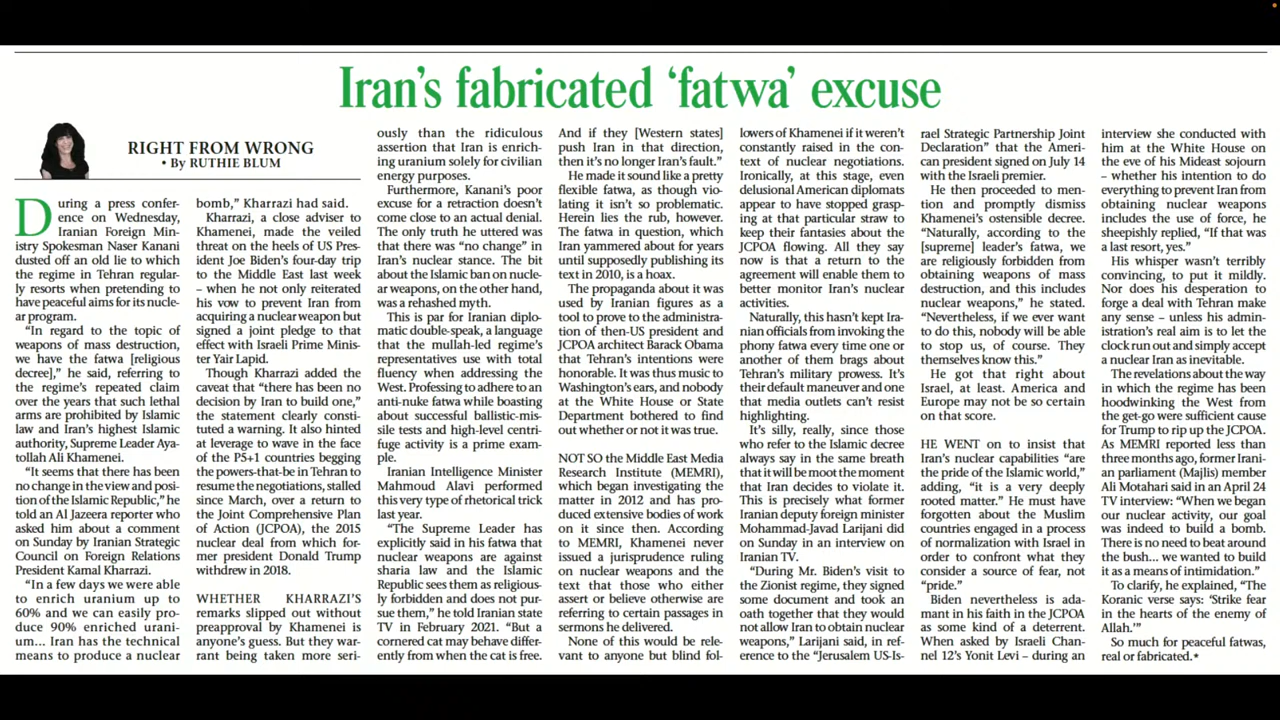 Iran's fabricated 'fatwa' excuse
RIGHT FROM WRONG
• By RUTHIE BLUM
During a press confer-
ence on Wednesday,
Iranian Foreign Min-
istry Spokesman Naser Kanani
dusted off an old lie to which
the regime in Tehran regular-
ly resorts when pretending to
have peaceful aims for its nucle-
ar program.
"In regard to the topic of
weapons of mass destruction,
we have the fatwa [religious
decree]," he said, referring to
the regime's repeated claim
over the years that such lethal
arms are prohibited by Islamic
law and Iran's highest Islamic
authority, Supreme Leader Aya-
tollah Ali Khamenei.
"It seems that there has been
no change in the view and posi-
tion of the Islamic Republic," he
told an Al Jazeera reporter who
asked him about a comment
on Sunday by Iranian Strategic
Council on Foreign Relations
President Kamal Kharrazi.
"In a few days we were able
to enrich uranium up to
60% and we can easily pro-
duce 90% enriched urani-
um... Iran has the technical
means to produce a nuclear
bomb," Kharrazi had said.
Kharrazi, a close adviser to
Khamenei, made the veiled
threat on the heels of US Pres-
ident Joe Biden's four-day trip
to the Middle East last week
– when he not only reiterated
his vow to prevent Iran from
acquiring a nuclear weapon but
signed a joint pledge to that
effect with Israeli Prime Minis-
ter Yair Lapid.
Though Kharrazi added the
caveat that "there has been no
decision by Iran to build one,"
the statement clearly consti-
tuted a warning. It also hinted
at leverage to wave in the face
of the P5+1 countries begging
the powers-that-be in Tehran to
resume the negotiations, stalled
since March, over a return to
the Joint Comprehensive Plan
of Action (JCPOA), the 2015
nuclear deal from which for-
mer president Donald Trump
withdrew in 2018.
WHETHER KHARRAZI'S
remarks slipped out without
preapproval by Khamenei is
anyone's guess. But they war-
rant being taken more seri-
ously than the ridiculous
assertion that Iran is enrich-
ing uranium solely for civilian
energy purposes.
Furthermore, Kanani's poor
excuse for a retraction doesn't
come close to an actual denial.
The only truth he uttered was
that there was "no change" in
Iran's nuclear stance. The bit
about the Islamic ban on nucle-
ar weapons, on the other hand,
was a rehashed myth.
This is par for Iranian diplo-
matic double-speak, a language
that the mullah-led regime's
representatives use with total
fluency when addressing the
West. Professing to adhere to an
anti-nuke fatwa while boasting
about successful ballistic-mis-
sile tests and high-level centri-
fuge activity is a prime exam-
ple.
Iranian Intelligence Minister
Mahmoud Alavi performed
this very type of rhetorical trick
last year.
"The Supreme Leader has
explicitly said in his fatwa that
nuclear weapons are against
sharia law and the Islamic
Republic sees them as religious-
ly forbidden and does not pur-
sue them," he told Iranian state
TV in February 2021. "But a
cornered cat may behave differ-
ently from when the cat is free.
And if they [Western states]
push Iran in that direction,
then it's no longer Iran's fault."
He made it sound like a pretty
flexible fatwa, as though vio-
lating it isn't so problematic.
Herein lies the rub, however.
The fatwa in question, which
Iran yammered about for years
until supposedly publishing its
text in 2010, is a hoax.
The propaganda about it was
used by Iranian figures as a
tool to prove to the administra-
tion of then-US president and
JCPOA architect Barack Obama
that Tehran's intentions were
honorable. It was thus music to
Washington's ears, and nobody
at the White House or State
Department bothered to find
out whether or not it was true.
NOT SO the Middle East Media
Research Institute (MEMRI),
which began investigating the
matter in 2012 and has pro-
duced extensive bodies of work
on it since then. According
to MEMRI, Khamenei never
issued a jurisprudence ruling
on nuclear weapons and the
text that those who either
assert or believe otherwise are
referring to certain passages in
sermons he delivered.
None of this would be rele-
vant to anyone but blind fol-
lowers of Khamenei if it weren't
constantly raised in the con-
text of nuclear negotiations.
Ironically, at this stage, even
delusional American diplomats
appear to have stopped grasp-
ing at that particular straw to
keep their fantasies about the
JCPOA flowing. All they say
now is that a return to the
agreement will enable them to
better monitor Iran's nuclear
activities.
Naturally, this hasn't kept Ira-
nian officials from invoking the
phony fatwa every time one or
another of them brags about
Tehran's military prowess. It's
their default maneuver and one
that media outlets can't resist
highlighting.
It's silly, really, since those
who refer to the Islamic decree
always say in the same breath
that it will be moot the moment
that Iran decides to violate it.
This is precisely what former
Iranian deputy foreign minister
Mohammad-Javad Larijani did
on Sunday in an interview on
Iranian TV.
"During Mr. Biden's visit to
the Zionist regime, they signed
some document and took an
oath together that they would
not allow Iran to obtain nuclear
weapons," Larijani said, in ref-
erence to the "Jerusalem US-Is-
rael Strategic Partnership Joint
Declaration" that the Ameri-
can president signed on July 14
with the Israeli premier.
He then proceeded to men-
tion and promptly dismiss
Khamenei's ostensible decree.
"Naturally, according to the
[supreme] leader's fatwa, we
are religiously forbidden from
obtaining weapons of mass
destruction, and this includes
nuclear weapons," he stated.
"Nevertheless, if we ever want
to do this, nobody will be able
to stop us, of course. They
themselves know this."
He got that right about
Israel, at least. America and
Europe may not be so certain
on that score.
HE WENT on to insist that
Iran's nuclear capabilities "are
the pride of the Islamic world,"
adding, "it is a very deeply
rooted matter." He must have
forgotten about the Muslim
countries engaged in a process
of normalization with Israel in
order to confront what they
consider a source of fear, not
"pride."
Biden nevertheless is ada-
mant in his faith in the JCPOA
as some kind of a deterrent.
When asked by Israeli Chan-
nel 12's Yonit Levi – during an
interview she conducted with
him at the White House on
the eve of his Mideast sojourn
– whether his intention to do
everything to prevent Iran from
obtaining nuclear weapons
includes the use of force, he
sheepishly replied, "If that was
a last resort, yes."
His whisper wasn't terribly
convincing, to put it mildly.
Nor does his desperation to
forge a deal with Tehran make
any sense – unless his admin-
istration's real aim is to let the
clock run out and simply accept
a nuclear Iran as inevitable.
The revelations about the way
in which the regime has been
hoodwinking the West from
the get-go were sufficient cause
for Trump to rip up the JCPOA.
As MEMRI reported less than
three months ago, former Irani-
an parliament (Majlis) member
Ali Motahari said in an April 24
TV interview: "When we began
our nuclear activity, our goal
was indeed to build a bomb.
There is no need to beat around
the bush... we wanted to build
it as a means of intimidation."
To clarify, he explained, "The
Koranic verse says: 'Strike fear
in the hearts of the enemy of
Allah.'"
So much for peaceful fatwas,
real or fabricated.*